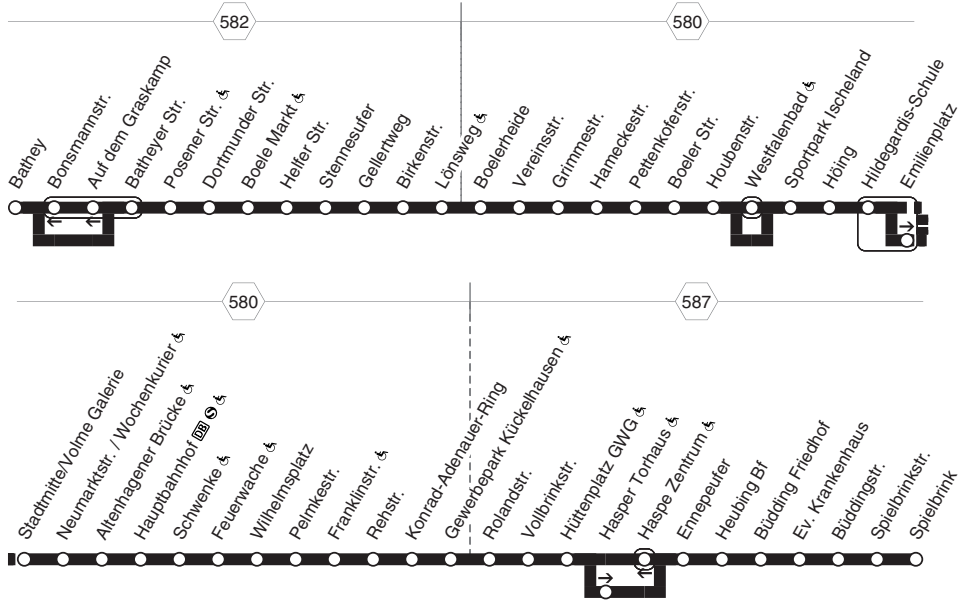 582
580
Bathey
Bonsmannstr.
Auf dem Graskamp
Batheyer Str.
Posener Str.
Dortmunder Str.
Boele Markt
Helfer Str.
Stennesufer
Gellertweg
Birkenstr.
Lönsweg
Boelerheide
Vereinsstr.
Grimmestr.
Hameckestr.
Pettenkoferstr.
Boeler Str.
Houbenstr.
Westfalenbad
Sportpark Ischeland
Höing
Hildegardis-Schule
Emilienplatz
580
587
Stadtmitte/Volme Galerie
Neumarktstr. / Wochenkurier
Altenhagener Brücke
Hauptbahnhof DB S
Schwenke
Feuerwache
Wilhelmsplatz
Pelmkestr.
Franklinstr.
Rehstr.
Konrad-Adenauer-Ring
Gewerbepark Kückelhausen
Rolandstr.
Vollbrinkstr.
Hüttenplatz GWG
Hasper Torhaus
Haspe Zentrum
Ennepeufer
Heubing Bf
Büdding Friedhof
Ev. Krankenhaus
Büddingstr.
Spielbrinkstr.
Spielbrink